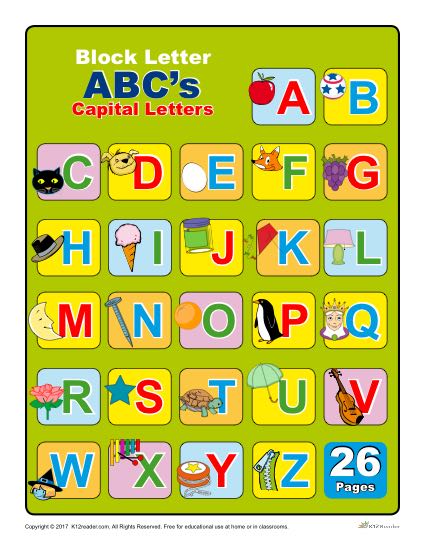 Block Letter
ABC's
Capital Letters
A B
C D E F G
H I J K L
M N O P Q
R S T U V
W X Y Z
26
Pages
Copyright © 2017 K12reader.com. All Rights Reserved. Free for educational use at home or in classrooms.
K12Reader